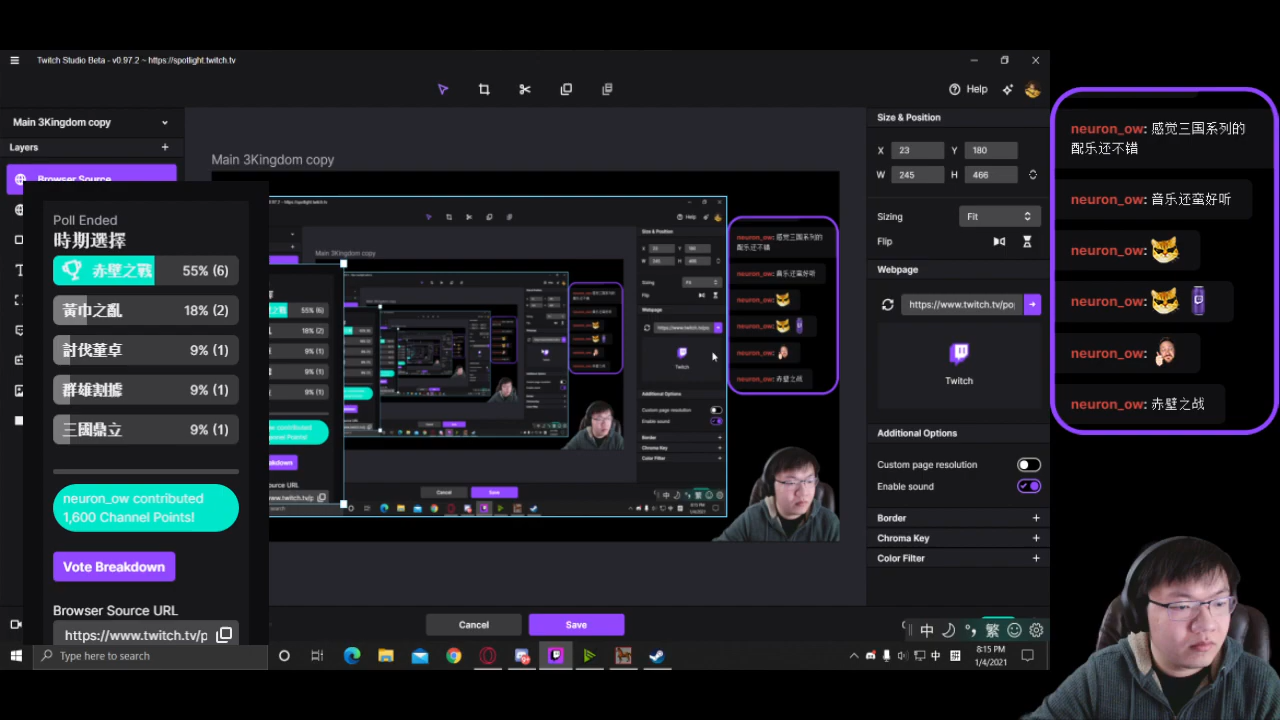 Twitch Studio Beta - v0.97.2 ~ https://spotlight.twitch.tv
Help
Main 3Kingdom copy
Layers
Browser Source
Main 3Kingdom copy
Poll Ended
時期選擇
赤壁之戰 55% (6)
黃巾之亂 18% (2)
討伐董卓 9% (1)
群雄割據 9% (1)
三國鼎立 9% (1)
neuron_ow contributed
1,600 Channel Points!
Vote Breakdown
Browser Source URL
https://www.twitch.tv/p
Size & Position
X 23 Y 180
W 245 H 466
Sizing Fit
Flip
Webpage
https://www.twitch.tv/po
Twitch
Additional Options
Custom page resolution
Enable sound
Border
Chroma Key
Color Filter
Cancel Save
中 繁
Type here to search
中
8:15 PM
1/4/2021
neuron_ow: 感觉三国系列的
配乐还不错
neuron_ow: 音乐还蛮好听
neuron_ow:
neuron_ow:
neuron_ow:
neuron_ow: 赤壁之战